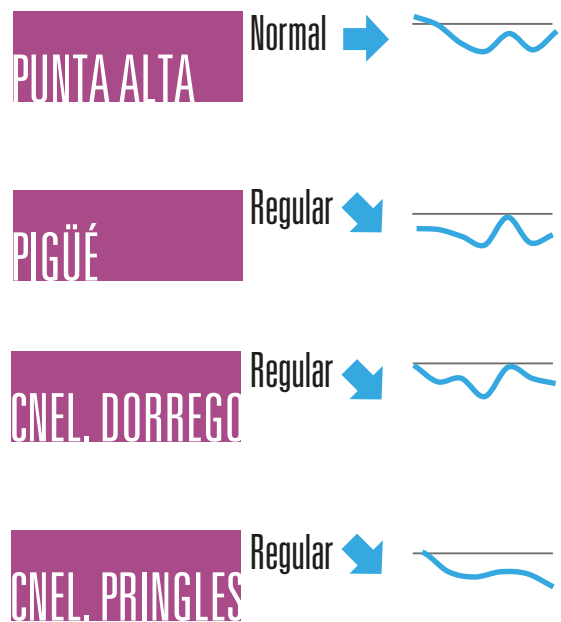 PUNTA ALTA
Normal
PIGÜÉ
Regular
CNEL. DORREGO
Regular
CNEL. PRINGLES
Regular